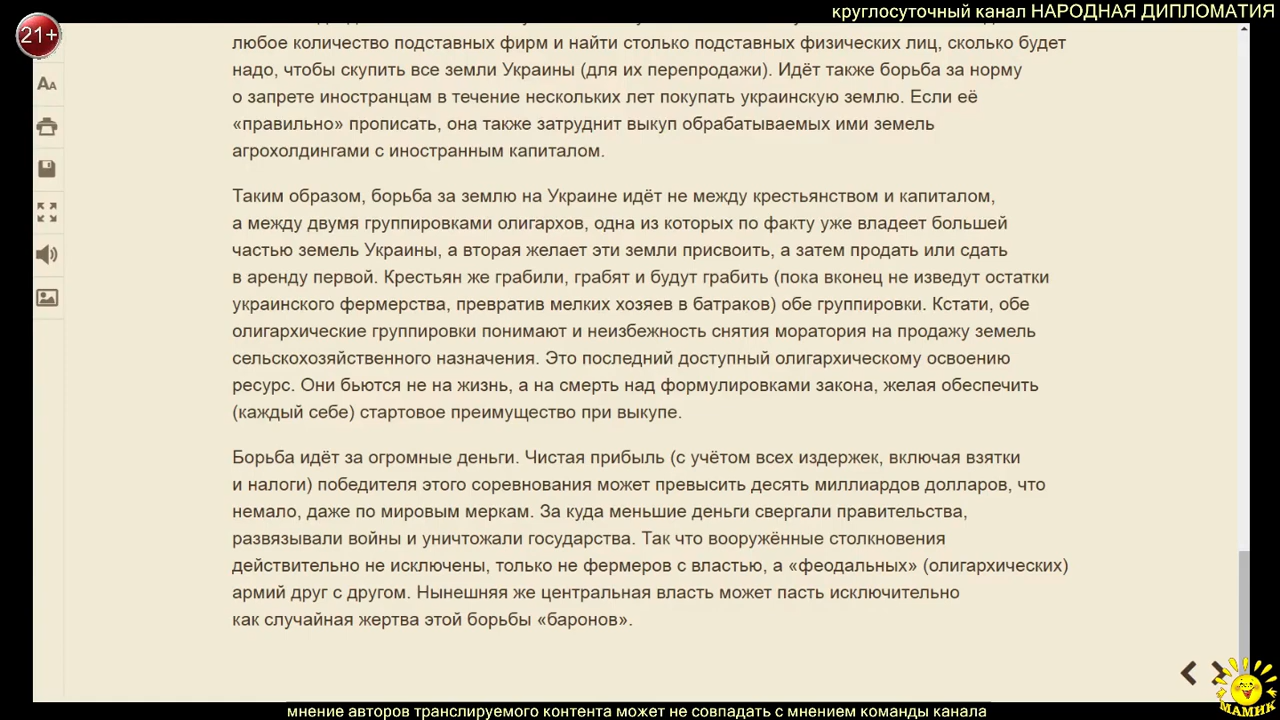 круглосуточный канал НАРОДНАЯ ДИПЛОМАТИЯ
21+
любое количество подставных фирм и найти столько подставных физических лиц, сколько будет
надо, чтобы скупить все земли Украины (для их перепродажи). Идёт также борьба за норму
о запрете иностранцам в течение нескольких лет покупать украинскую землю. Если её
«правильно» прописать, она также затруднит выкуп обрабатываемых ими земель
агрохолдингами с иностранным капиталом.
Таким образом, борьба за землю на Украине идёт не между крестьянством и капиталом,
а между двумя группировками олигархов, одна из которых по факту уже владеет большей
частью земель Украины, а вторая желает эти земли присвоить, а затем продать или сдать
в аренду первой. Крестьян же грабили, грабят и будут грабить (пока вконец не изведут остатки
украинского фермерства, превратив мелких хозяев в батраков) обе группировки. Кстати, обе
олигархические группировки понимают и неизбежность снятия моратория на продажу земель
сельскохозяйственного назначения. Это последний доступный олигархическому освоению
ресурс. Они бьются не на жизнь, а на смерть над формулировками закона, желая обеспечить
(каждый себе) стартовое преимущество при выкупе.
Борьба идёт за огромные деньги. Чистая прибыль (с учётом всех издержек, включая взятки
и налоги) победителя этого соревнования может превысить десять миллиардов долларов, что
немало, даже по мировым меркам. За куда меньшие деньги свергали правительства,
развязывали войны и уничтожали государства. Так что вооружённые столкновения
действительно не исключены, только не фермеров с властью, а «феодальных» (олигархических)
армий друг с другом. Нынешняя же центральная власть может пасть исключительно
как случайная жертва этой борьбы «баронов».
МАМИК
мнение авторов транслируемого контента может не совпадать с мнением команды канала